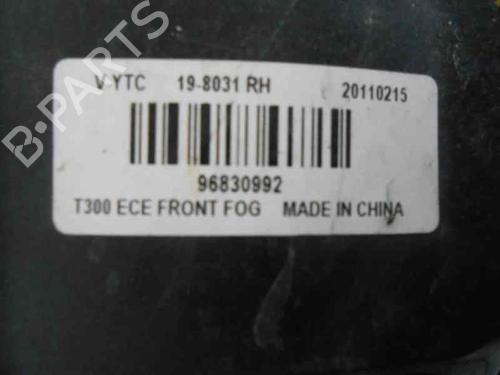 V-YTC 19-8031 RH 20110215
96830992
T300 ECE FRONT FOG MADE IN CHINA
B-PARTS